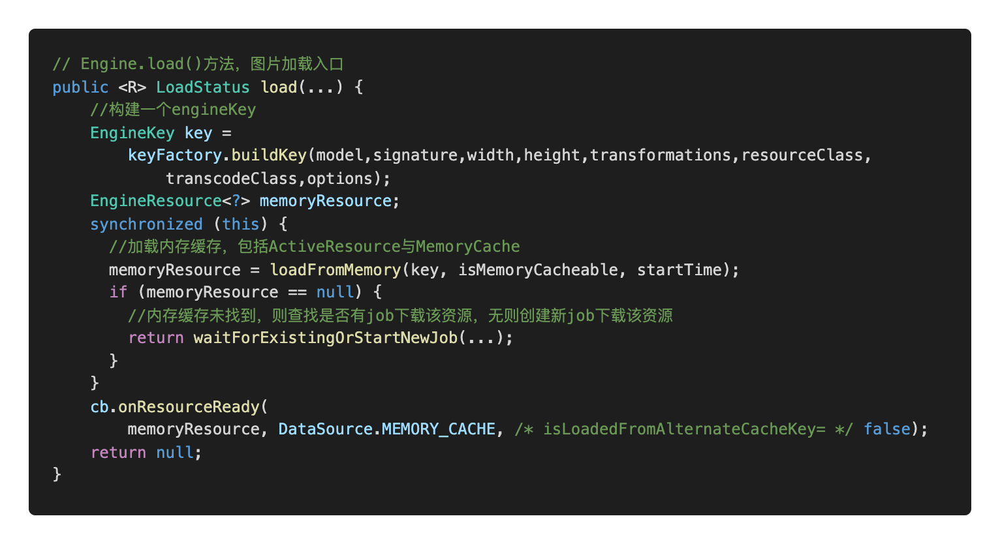 // Engine.load()方法，图片加载入口
public <R> LoadStatus load(...) {
    //构建一个engineKey
    EngineKey key =
        keyFactory.buildKey(model,signature,width,height,transformations,resourceClass,
            transcodeClass,options);
    EngineResource<?> memoryResource;
    synchronized (this) {
      //加载内存缓存，包括ActiveResource与MemoryCache
      memoryResource = loadFromMemory(key, isMemoryCacheable, startTime);
      if (memoryResource == null) {
        //内存缓存未找到，则查找是否有job下载该资源，无则创建新job下载该资源
        return waitForExistingOrStartNewJob(...);
      }
    }
    cb.onResourceReady(
        memoryResource, DataSource.MEMORY_CACHE, /* isLoadedFromAlternateCacheKey= */ false);
    return null;
}